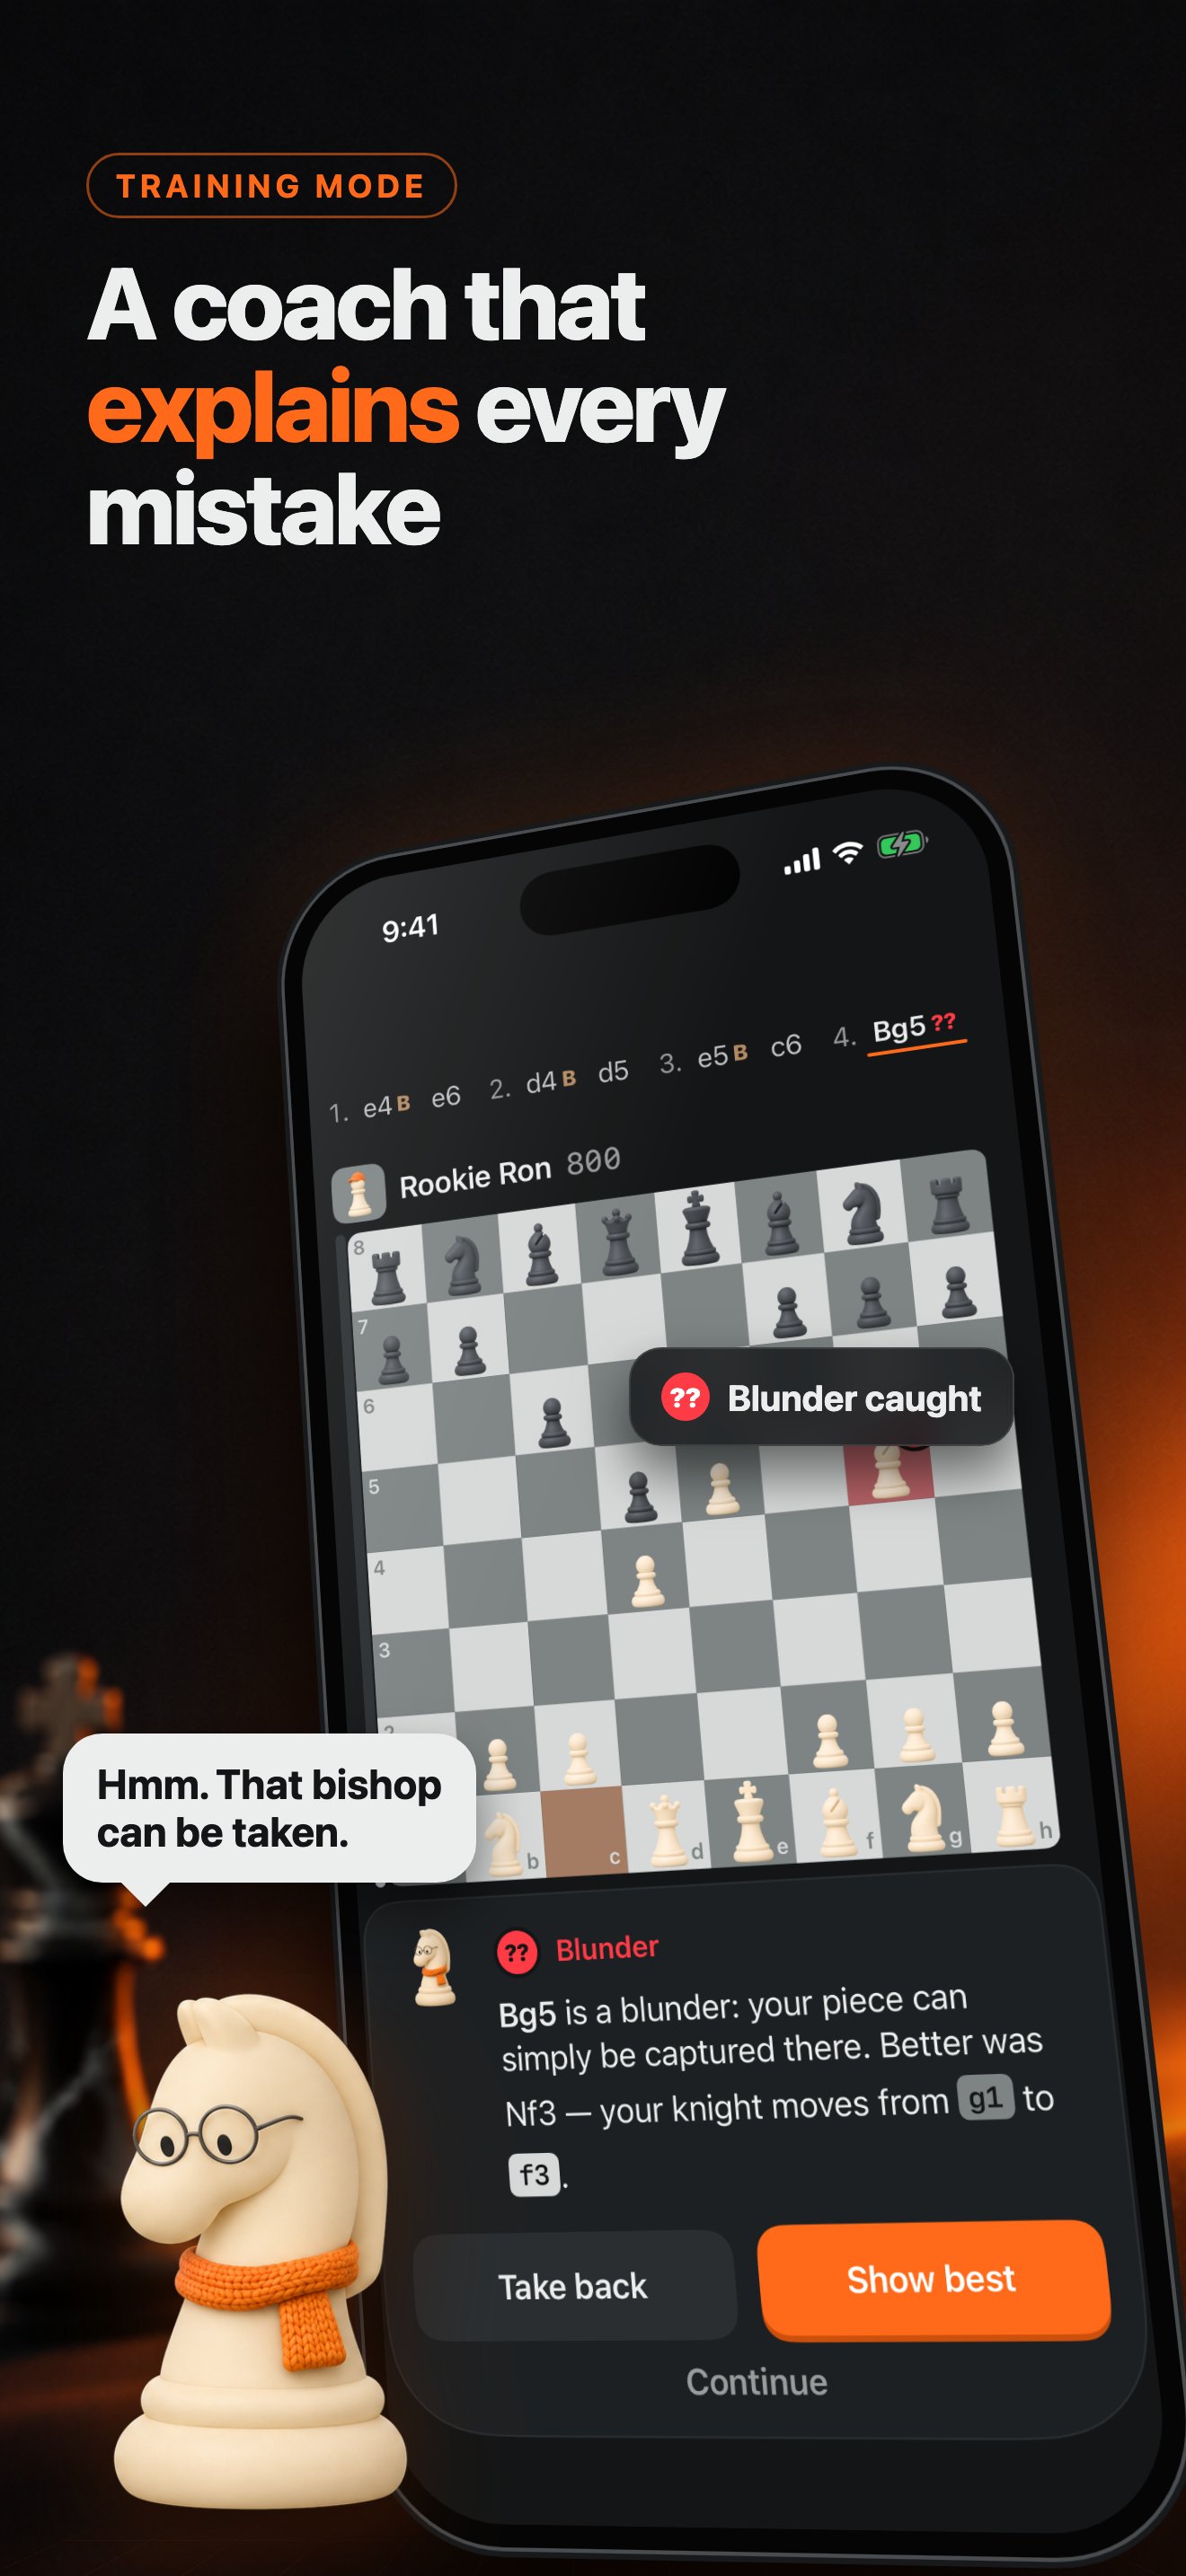 TRAINING MODE
A coach that
explains every
mistake
9:41
1. e4 B e6 2. d4 B d5 3. e5 B c6 4. Bg5 ??
Rookie Ron 800
8
7
6
5
4
3
2
?? Blunder caught
Hmm. That bishop
can be taken.
b c d e f g h
?? Blunder
Bg5 is a blunder: your piece can
simply be captured there. Better was
Nf3 — your knight moves from g1 to
f3.
Take back Show best
Continue